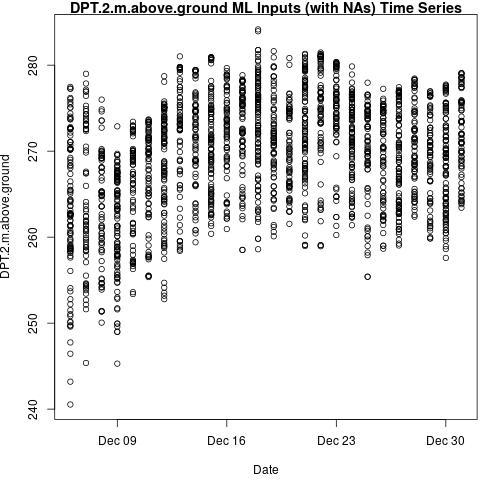 DPT.2.m.above.ground ML Inputs (with NAs) Time Series
DPT.2.m.above.ground
280
270
260
250
240
Dec 09
Dec 16
Dec 23
Dec 30
Date